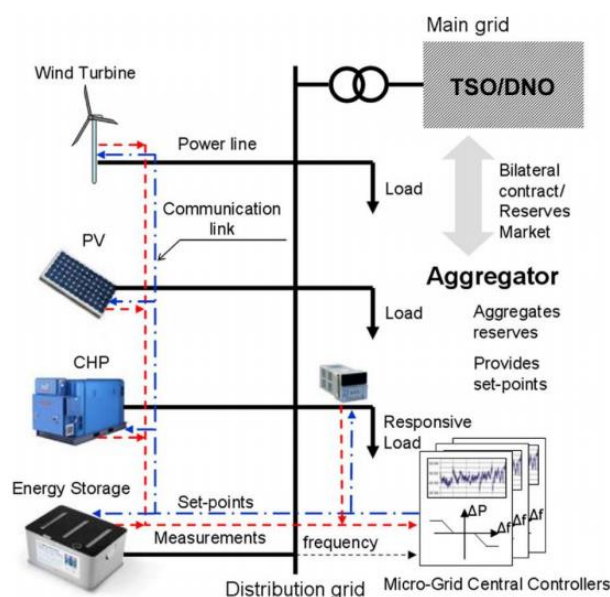 Main grid
TSO/DNO
Wind Turbine
Power line
Load
Bilateral
contract/
Reserves
Market
Communication
link
PV
Aggregator
Load
Aggregates
reserves
Provides
set-points
CHP
Responsive
Load
Energy Storage
Set-points
ΔP
Δf
Δf
Δf
Measurements
frequency
Distribution grid
Micro-Grid Central Controllers